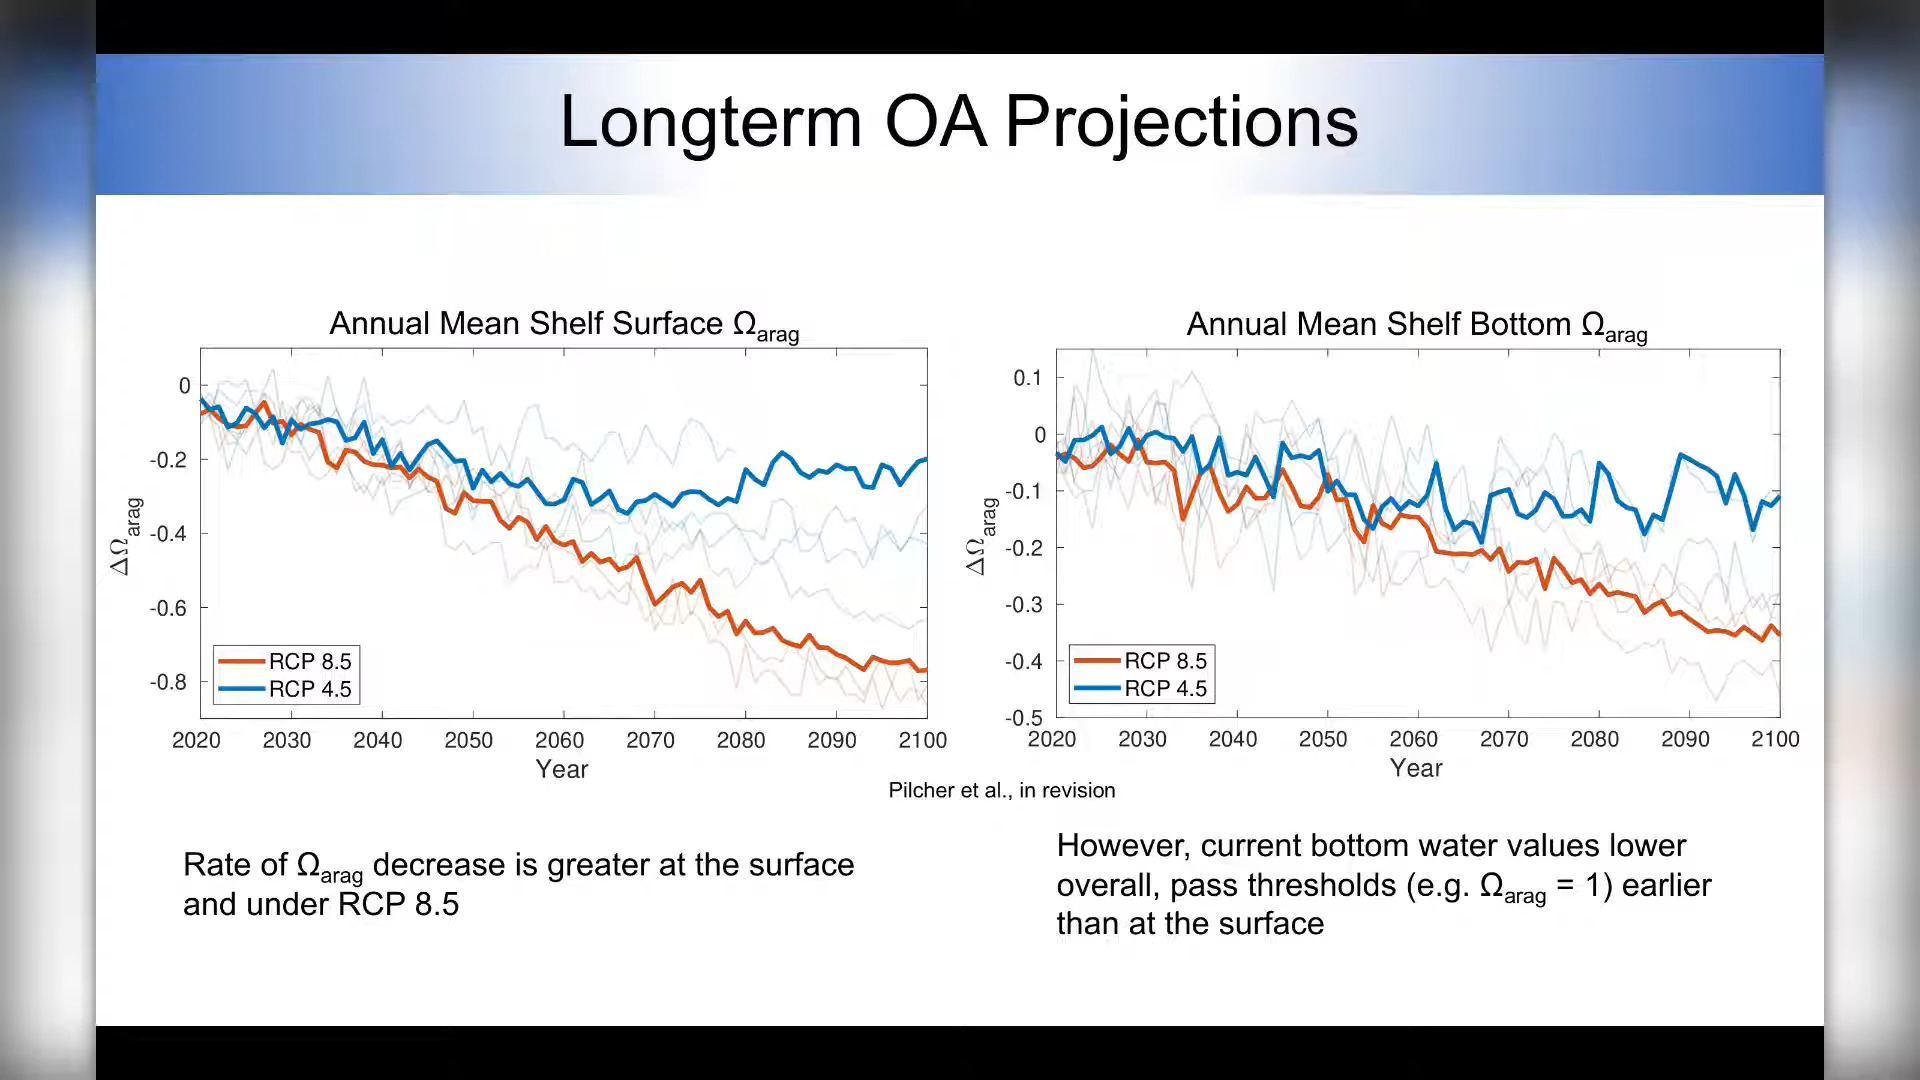 Longterm OA Projections
Annual Mean Shelf Surface Ωarag
0
-0.2
-0.4
-0.6
-0.8
ΔΩarag
RCP 8.5
RCP 4.5
2020 2030 2040 2050 2060 2070 2080 2090 2100
Year
Annual Mean Shelf Bottom Ωarag
0.1
0
-0.1
-0.2
-0.3
-0.4
-0.5
ΔΩarag
RCP 8.5
RCP 4.5
2020 2030 2040 2050 2060 2070 2080 2090 2100
Year
Pilcher et al., in revision
Rate of Ωarag decrease is greater at the surface
and under RCP 8.5
However, current bottom water values lower
overall, pass thresholds (e.g. Ωarag = 1) earlier
than at the surface